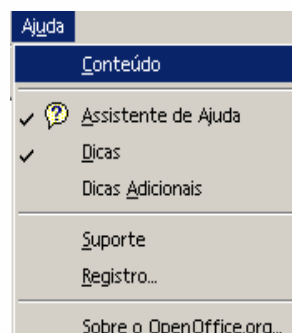 Ajuda
Conteúdo
Assistente de Ajuda
Dicas
Dicas Adicionais
Suporte
Registro...
Sobre o OpenOffice.org...